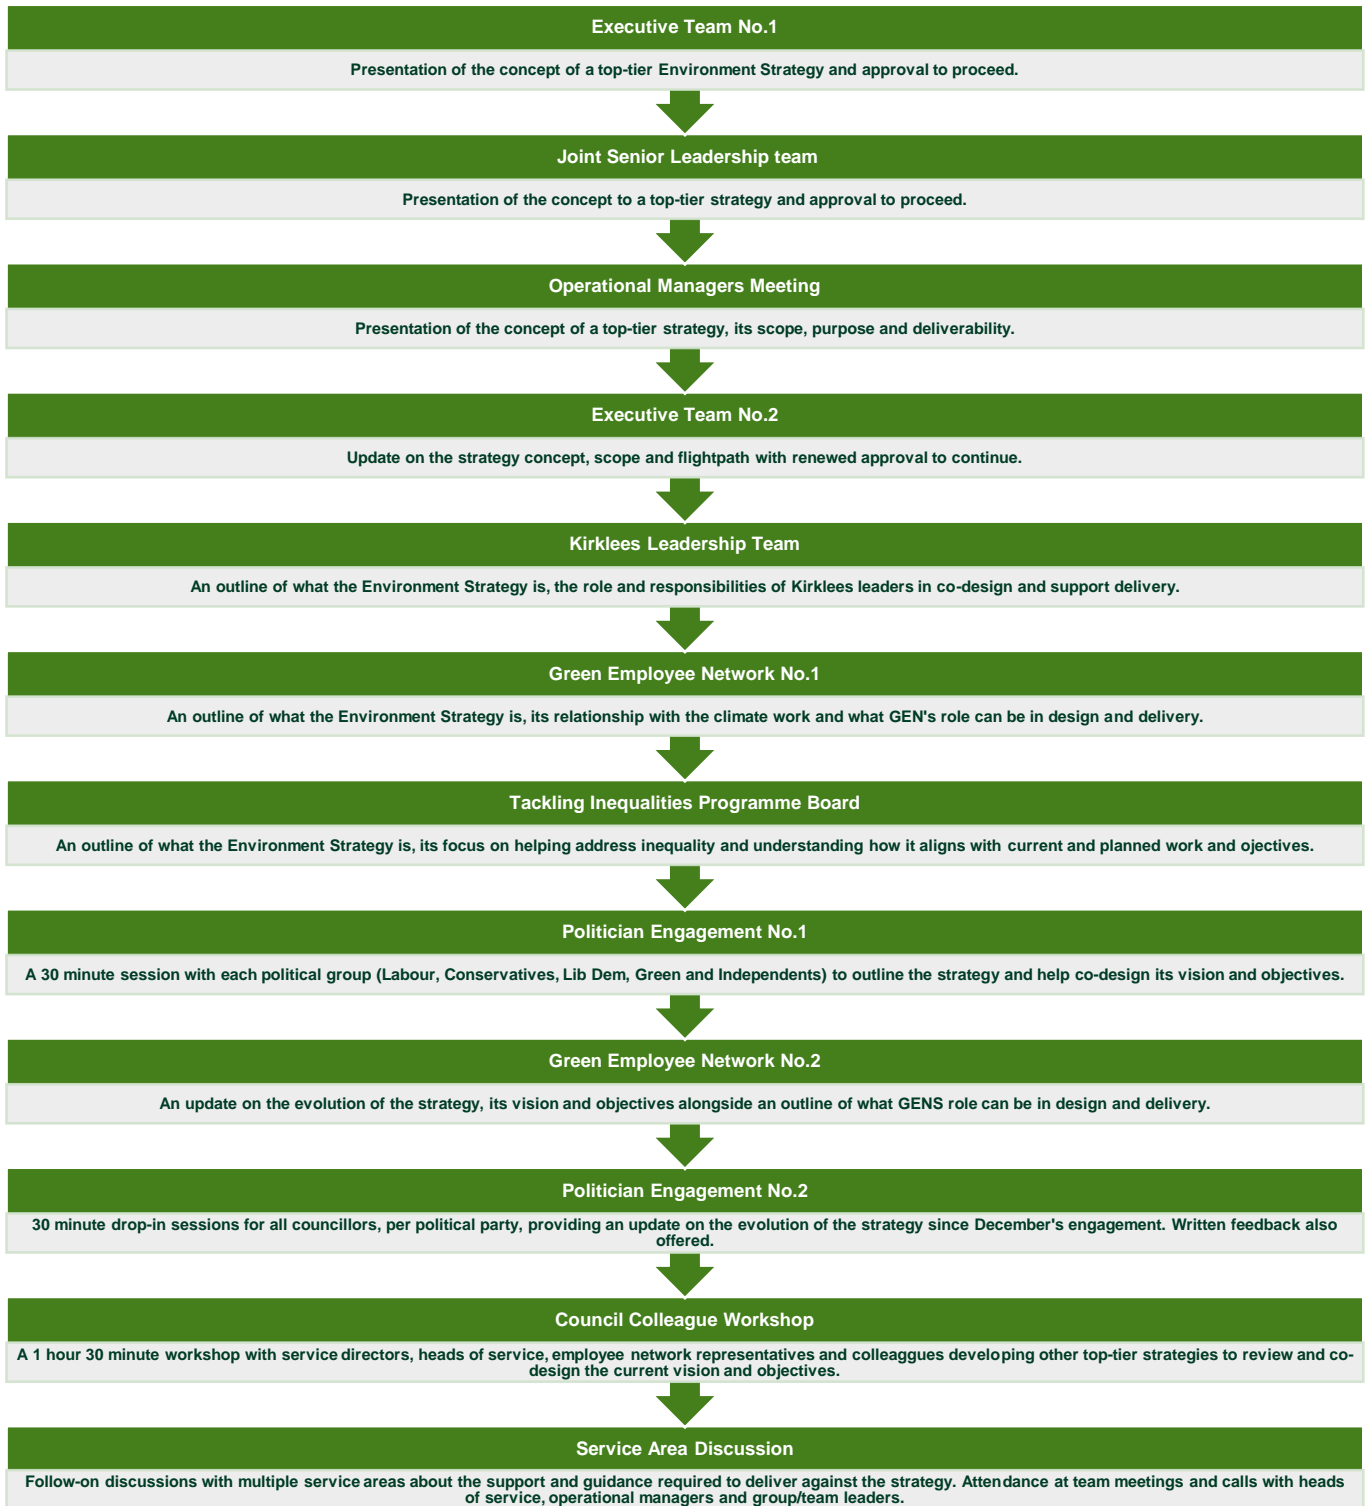 Executive Team No.1
Presentation of the concept of a top-tier Environment Strategy and approval to proceed.
Joint Senior Leadership team
Presentation of the concept to a top-tier strategy and approval to proceed.
Operational Managers Meeting
Presentation of the concept of a top-tier strategy, its scope, purpose and deliverability.
Executive Team No.2
Update on the strategy concept, scope and flightpath with renewed approval to continue.
Kirklees Leadership Team
An outline of what the Environment Strategy is, the role and responsibilities of Kirklees leaders in co-design and support delivery.
Green Employee Network No.1
An outline of what the Environment Strategy is, its relationship with the climate work and what GEN's role can be in design and delivery.
Tackling Inequalities Programme Board
An outline of what the Environment Strategy is, its focus on helping address inequality and understanding how it aligns with current and planned work and ojectives.
Politician Engagement No.1
A 30 minute session with each political group (Labour, Conservatives, Lib Dem, Green and Independents) to outline the strategy and help co-design its vision and objectives.
Green Employee Network No.2
An update on the evolution of the strategy, its vision and objectives alongside an outline of what GENS role can be in design and delivery.
Politician Engagement No.2
30 minute drop-in sessions for all councillors, per political party, providing an update on the evolution of the strategy since December's engagement. Written feedback also
offered.
Council Colleague Workshop
A 1 hour 30 minute workshop with service directors, heads of service, employee network representatives and colleaggues developing other top-tier strategies to review and co-
design the current vision and objectives.
Service Area Discussion
Follow-on discussions with multiple service areas about the support and guidance required to deliver against the strategy. Attendance at team meetings and calls with heads
of service, operational managers and group/team leaders.